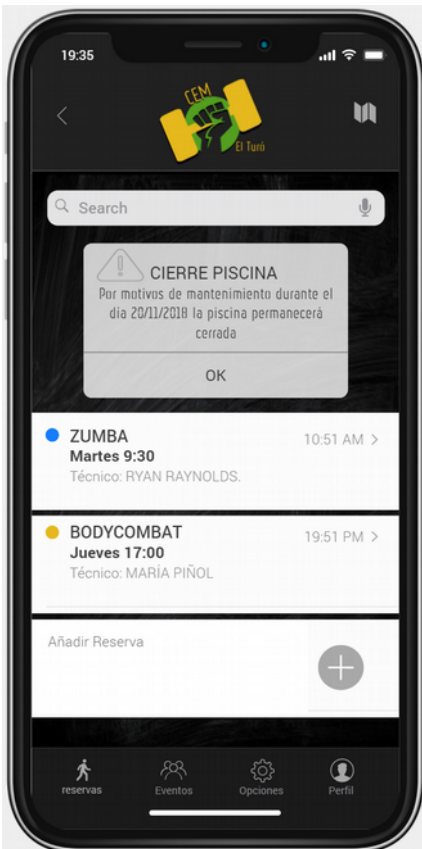 19:35
CEM
El Turó
Search
CIERRE PISCINA
Por motivos de mantenimiento durante el
día 20/11/2018 la piscina permanecerá
cerrada
OK
ZUMBA
10:51 AM >
Martes 9:30
Técnico: RYAN RAYNOLDS.
BODYCOMBAT
19:51 PM >
Jueves 17:00
Técnico: MARÍA PIÑOL
Añadir Reserva
reservas
Eventos
Opciones
Perfil